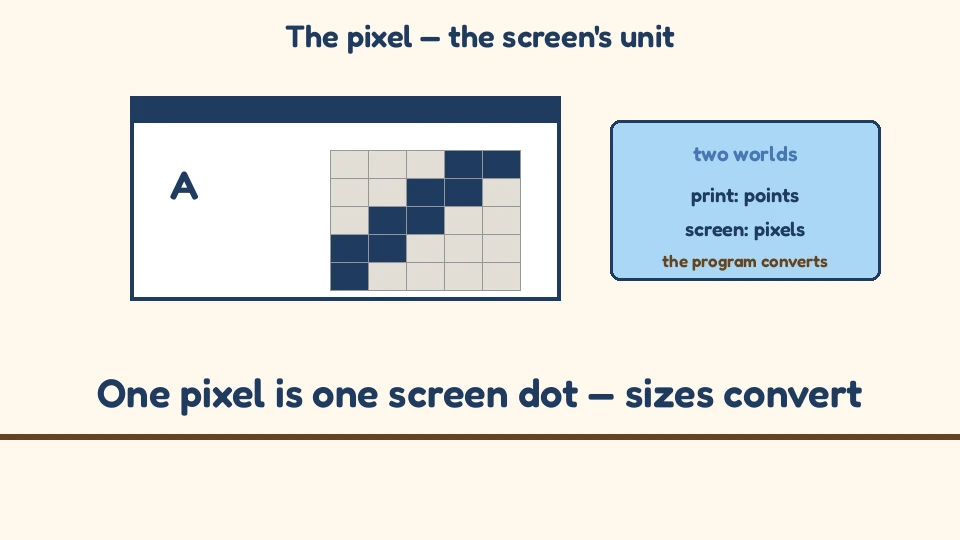 The pixel — the screen's unit
A
two worlds
print: points
screen: pixels
the program converts
One pixel is one screen dot — sizes convert